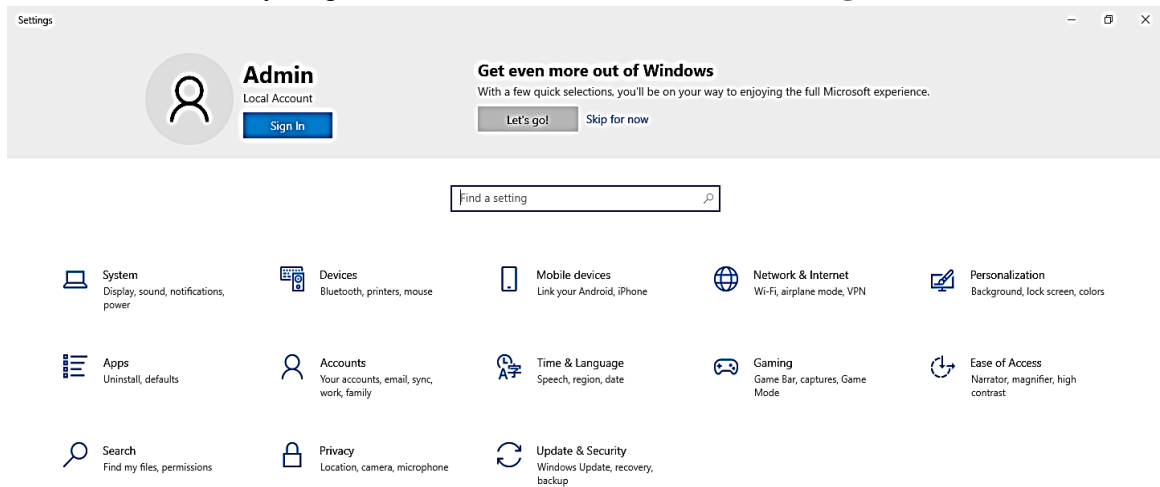 Settings
Admin
Local Account
Sign In
Get even more out of Windows
With a few quick selections, you'll be on your way to enjoying the full Microsoft experience.
Let's go!
Skip for now
Find a setting
System
Display, sound, notifications,
power
Devices
Bluetooth, printers, mouse
Mobile devices
Link your Android, iPhone
Network & Internet
Wi-Fi, airplane mode, VPN
Personalization
Background, lock screen, colors
Apps
Uninstall, defaults
Accounts
Your accounts, email, sync,
work, family
Time & Language
Speech, region, date
Gaming
Game Bar, captures, Game
Mode
Ease of Access
Narrator, magnifier, high
contrast
Search
Find my files, permissions
Privacy
Location, camera, microphone
Update & Security
Windows Update, recovery,
backup